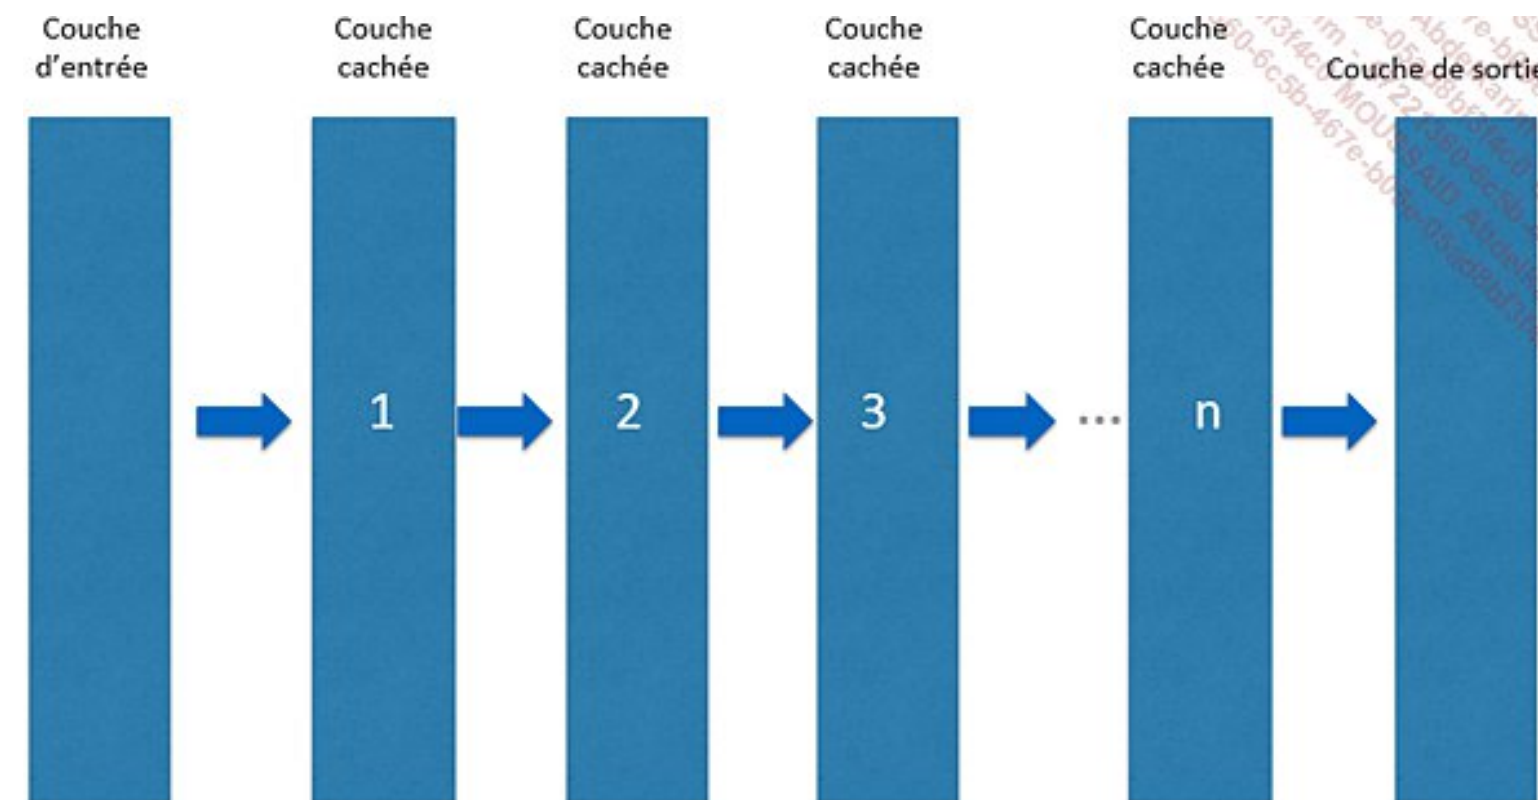 Couche
d'entrée
Couche
cachée
Couche
cachée
Couche
cachée
Couche
cachée
Couche de sortie
1
2
3
...
n